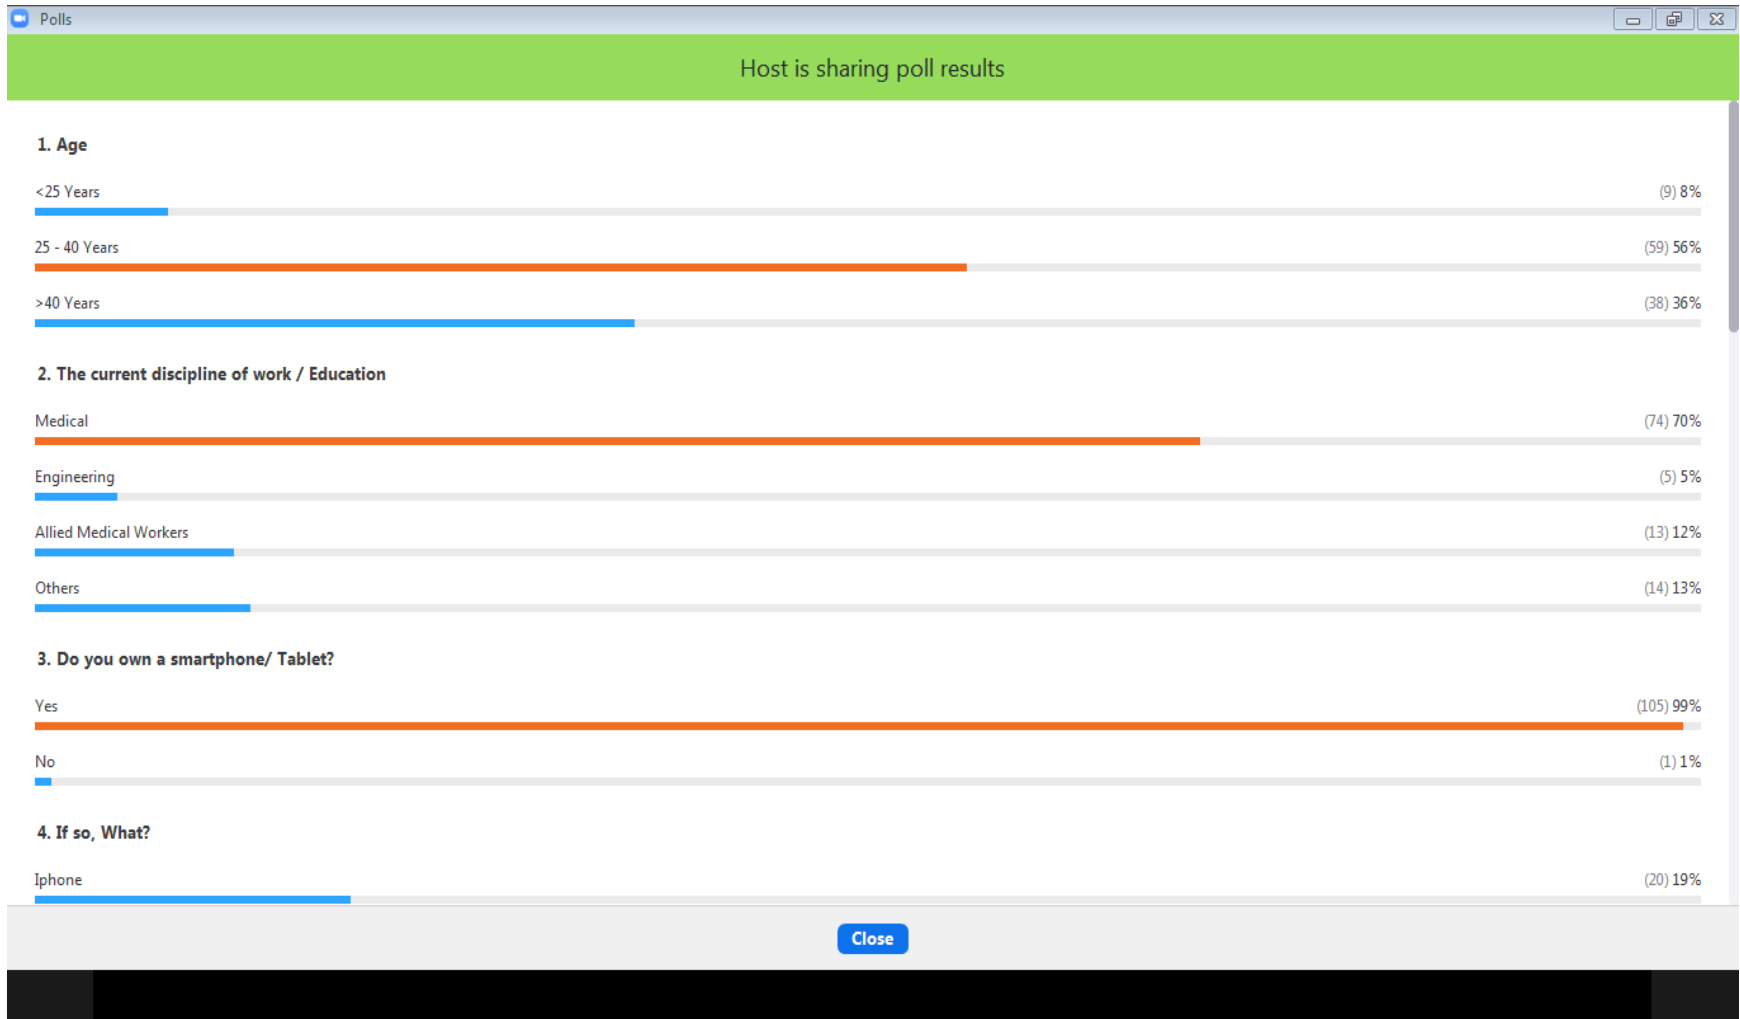 Polls
Host is sharing poll results
1. Age
<25 Years (9) 8%
25 - 40 Years (59) 56%
>40 Years (38) 36%
2. The current discipline of work / Education
Medical (74) 70%
Engineering (5) 5%
Allied Medical Workers (13) 12%
Others (14) 13%
3. Do you own a smartphone/ Tablet?
Yes (105) 99%
No (1) 1%
4. If so, What?
Iphone (20) 19%
Close